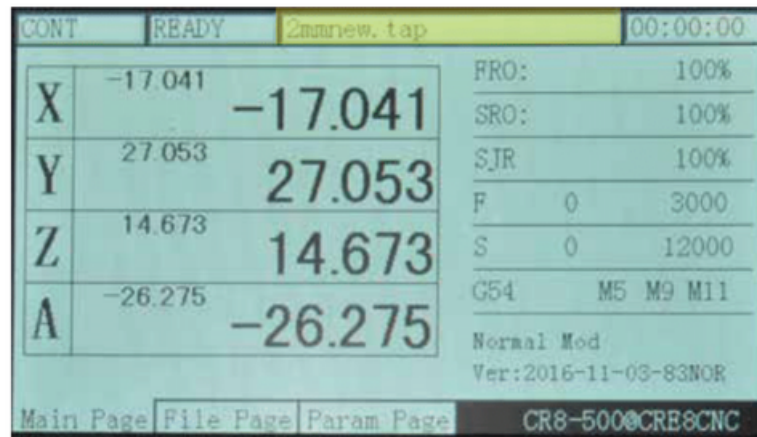 CONT READY 2mmnew.tap 00:00:00
X -17.041 -17.041
Y 27.053 27.053
Z 14.673 14.673
A -26.275 -26.275
FRO: 100%
SRO: 100%
SJR 100%
F 0 3000
S 0 12000
G54 M5 M9 M11
Normal Mod
Ver:2016-11-03-83NOR
Main Page File Page Param Page CR8-500@CRE8CNC